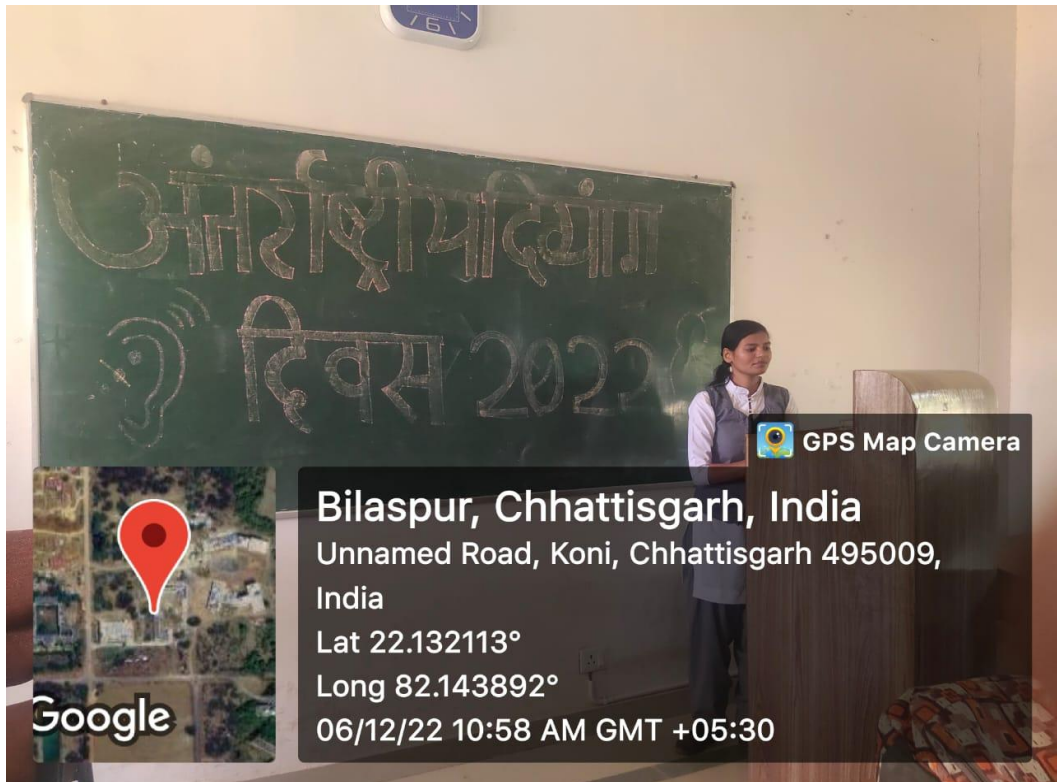 अंतर्राष्ट्रीय दिव्यांग
दिवस 2022
GPS Map Camera
Bilaspur, Chhattisgarh, India
Unnamed Road, Koni, Chhattisgarh 495009,
India
Lat 22.132113°
Long 82.143892°
06/12/22 10:58 AM GMT +05:30
Google